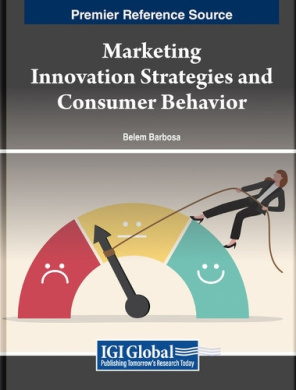 Premier Reference Source
Marketing
Innovation Strategies and
Consumer Behavior
Belem Barbosa
IGI Global
Publishing Tomorrow's Research Today